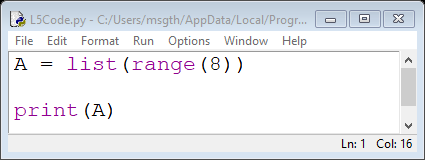 L5Code.py - C:/Users/msgth/AppData/Local/Progr...
File Edit Format Run Options Window Help
A = list(range(8))
print(A)
Ln: 1 Col: 16